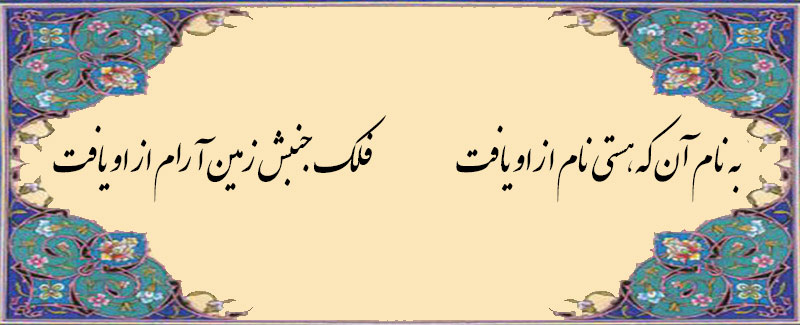 به نام آن که هستی نام از او یافت فلک جنبش زمین آرام از او یافت